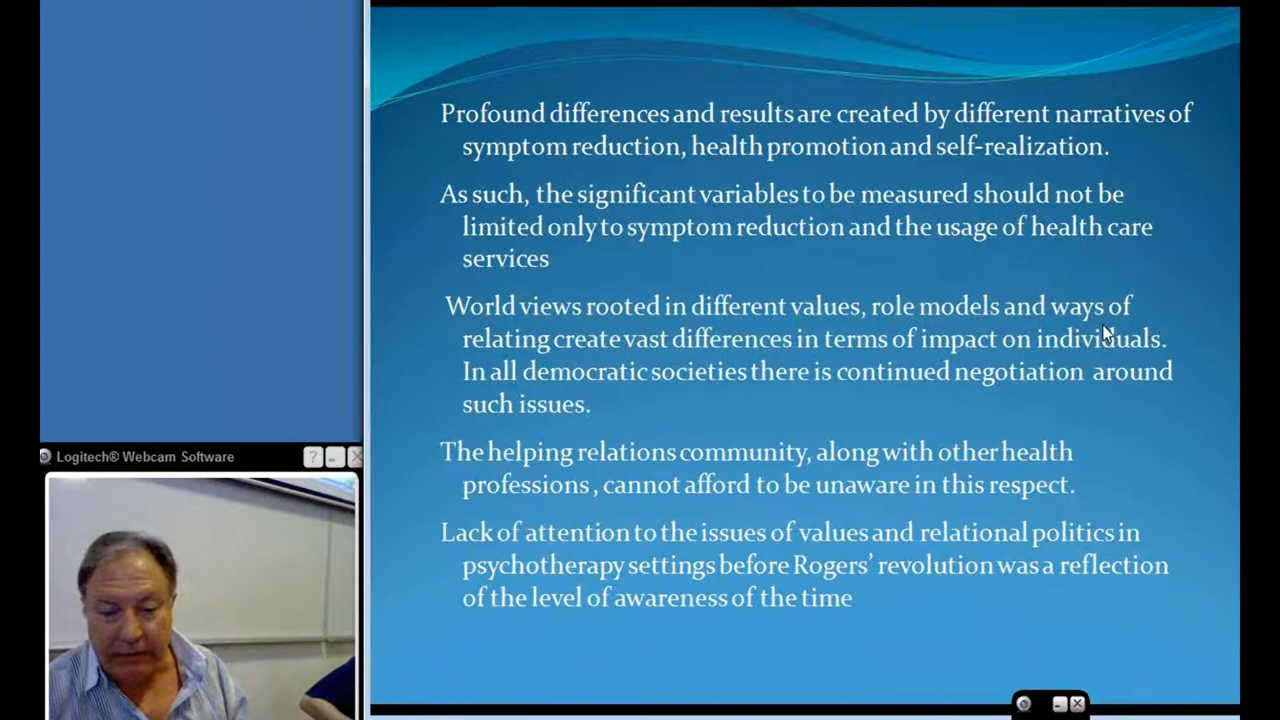 Profound differences and results are created by different narratives of
symptom reduction, health promotion and self-realization.
As such, the significant variables to be measured should not be
limited only to symptom reduction and the usage of health care
services
World views rooted in different values, role models and ways of
relating create vast differences in terms of impact on individuals.
In all democratic societies there is continued negotiation around
such issues.
The helping relations community, along with other health
professions , cannot afford to be unaware in this respect.
Lack of attention to the issues of values and relational politics in
psychotherapy settings before Rogers’ revolution was a reflection
of the level of awareness of the time
Logitech® Webcam Software